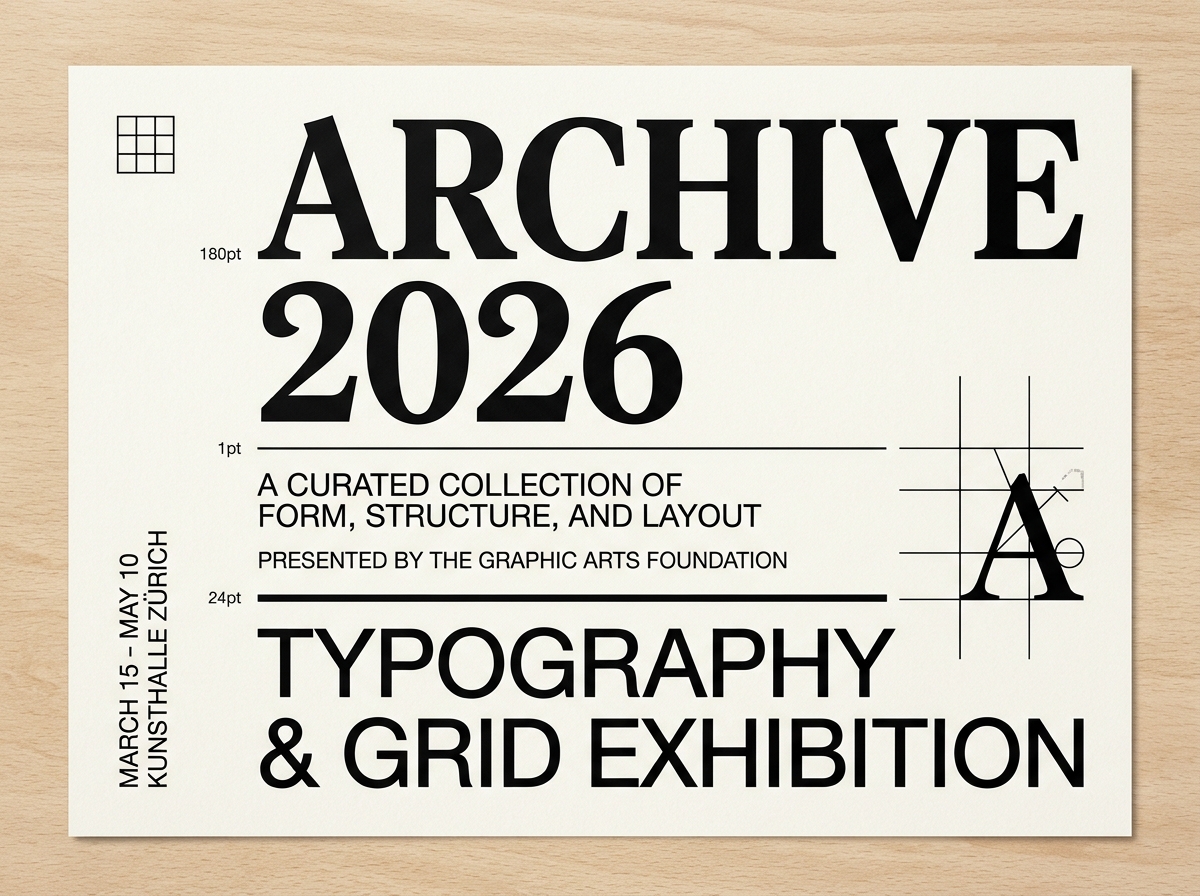 ARCHIVE
180pt
2026
1pt
A CURATED COLLECTION OF
FORM, STRUCTURE, AND LAYOUT
PRESENTED BY THE GRAPHIC ARTS FOUNDATION
24pt
TYPOGRAPHY
& GRID EXHIBITION
MARCH 15 – MAY 10
KUNSTHALLE ZÜRICH
A